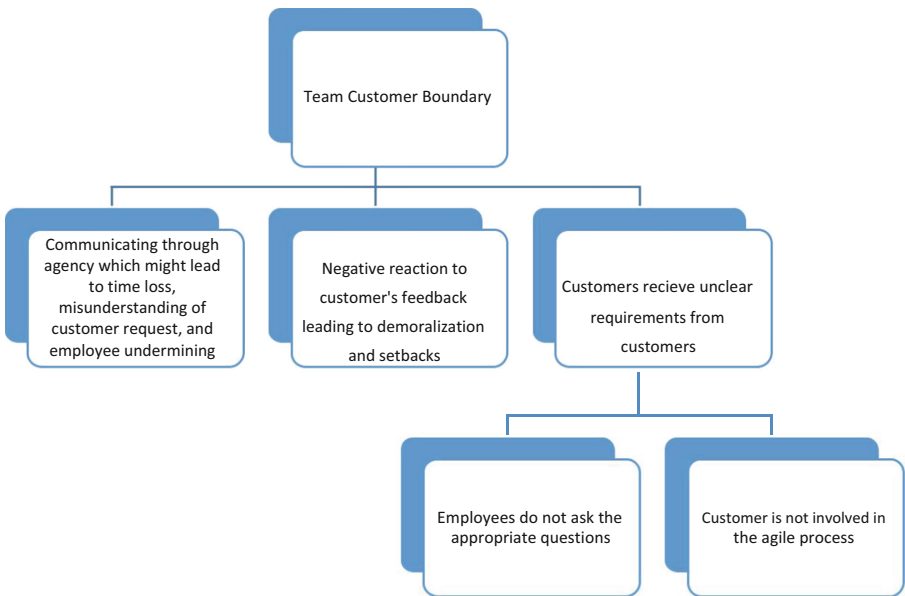 Team Customer Boundary
Communicating through
agency which might lead
to time loss,
misunderstanding of
customer request, and
employee undermining
Negative reaction to
customer's feedback
leading to demoralization
and setbacks
Customers recieve unclear
requirements from
customers
Employees do not ask the
appropriate questions
Customer is not involved in
the agile process